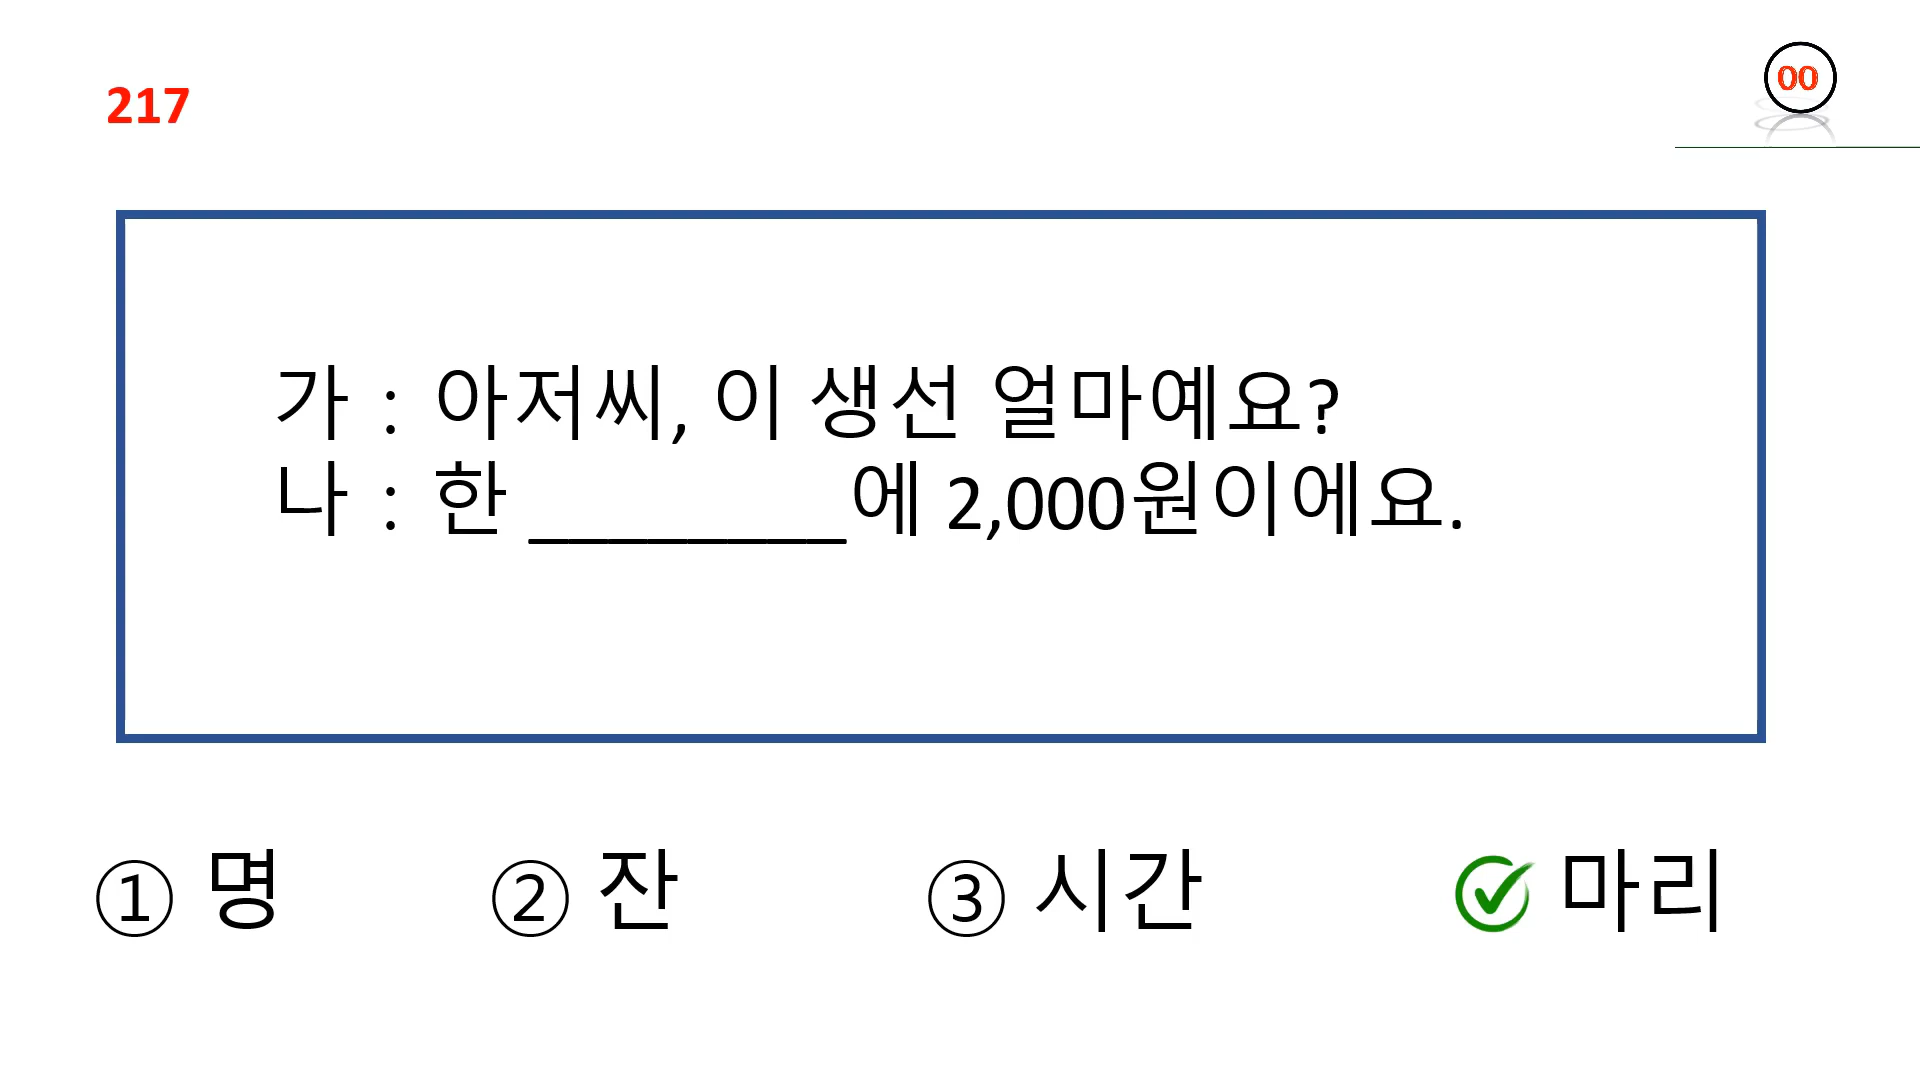 217
00
가 : 아저씨, 이 생선 얼마예요?
나 : 한 ________에 2,000원이에요.
① 명 ② 잔 ③ 시간 마리